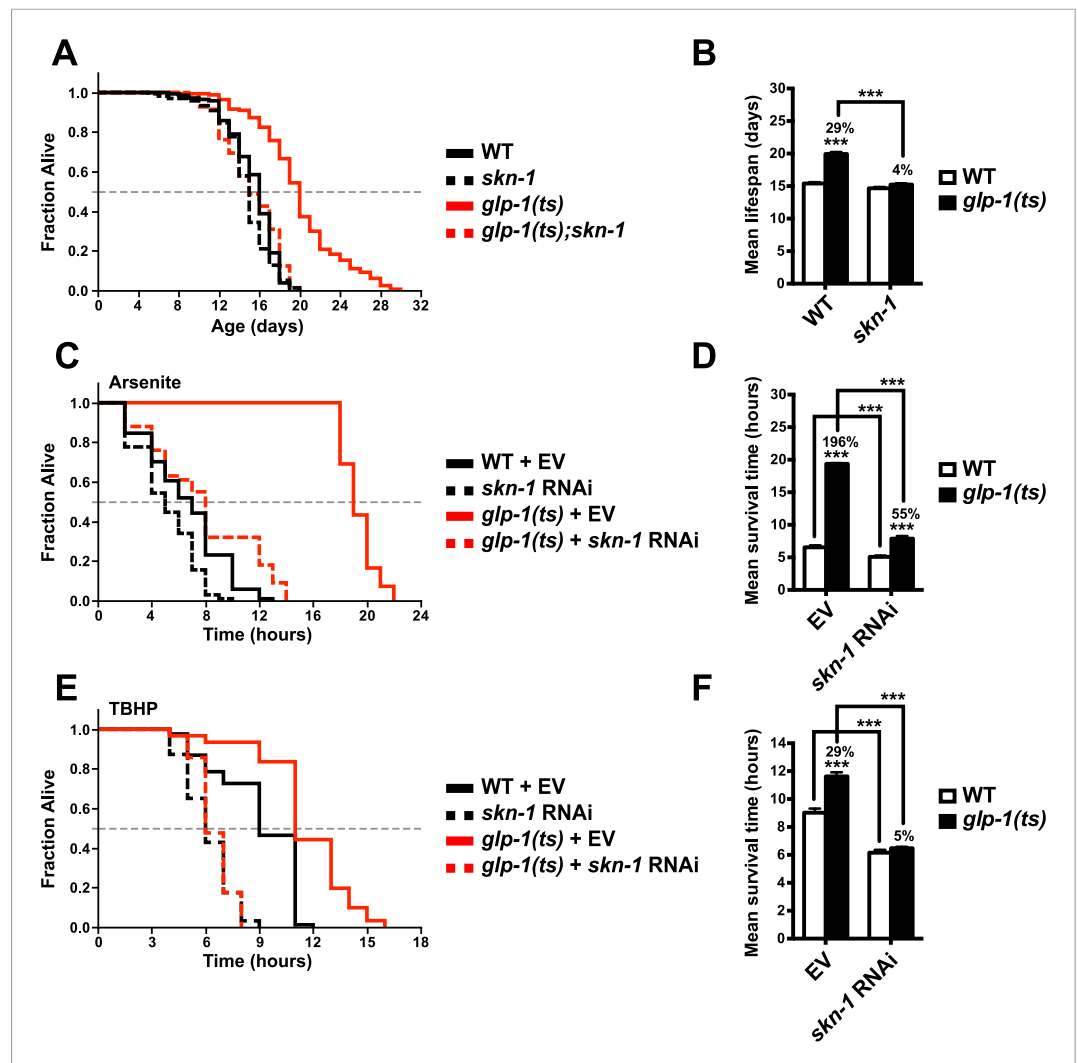 A
Fraction Alive
1.0
0.8
0.6
0.4
0.2
0.0
0 4 8 12 16 20 24 28 32
Age (days)
WT
skn-1
glp-1(ts)
glp-1(ts);skn-1
B
Mean lifespan (days)
30
25
20
15
10
5
0
***
29%
***
4%
WT
skn-1
WT
glp-1(ts)
C
Arsenite
Fraction Alive
1.0
0.8
0.6
0.4
0.2
0.0
0 4 8 12 16 20 24
Time (hours)
WT + EV
skn-1 RNAi
glp-1(ts) + EV
glp-1(ts) + skn-1 RNAi
D
Mean survival time (hours)
30
25
20
15
10
5
0
***
***
196%
***
55%
***
EV
skn-1 RNAi
WT
glp-1(ts)
E
TBHP
Fraction Alive
1.0
0.8
0.6
0.4
0.2
0.0
0 3 6 9 12 15 18
Time (hours)
WT + EV
skn-1 RNAi
glp-1(ts) + EV
glp-1(ts) + skn-1 RNAi
F
Mean survival time (hours)
14
12
10
8
6
4
2
0
***
***
29%
***
5%
EV
skn-1 RNAi
WT
glp-1(ts)